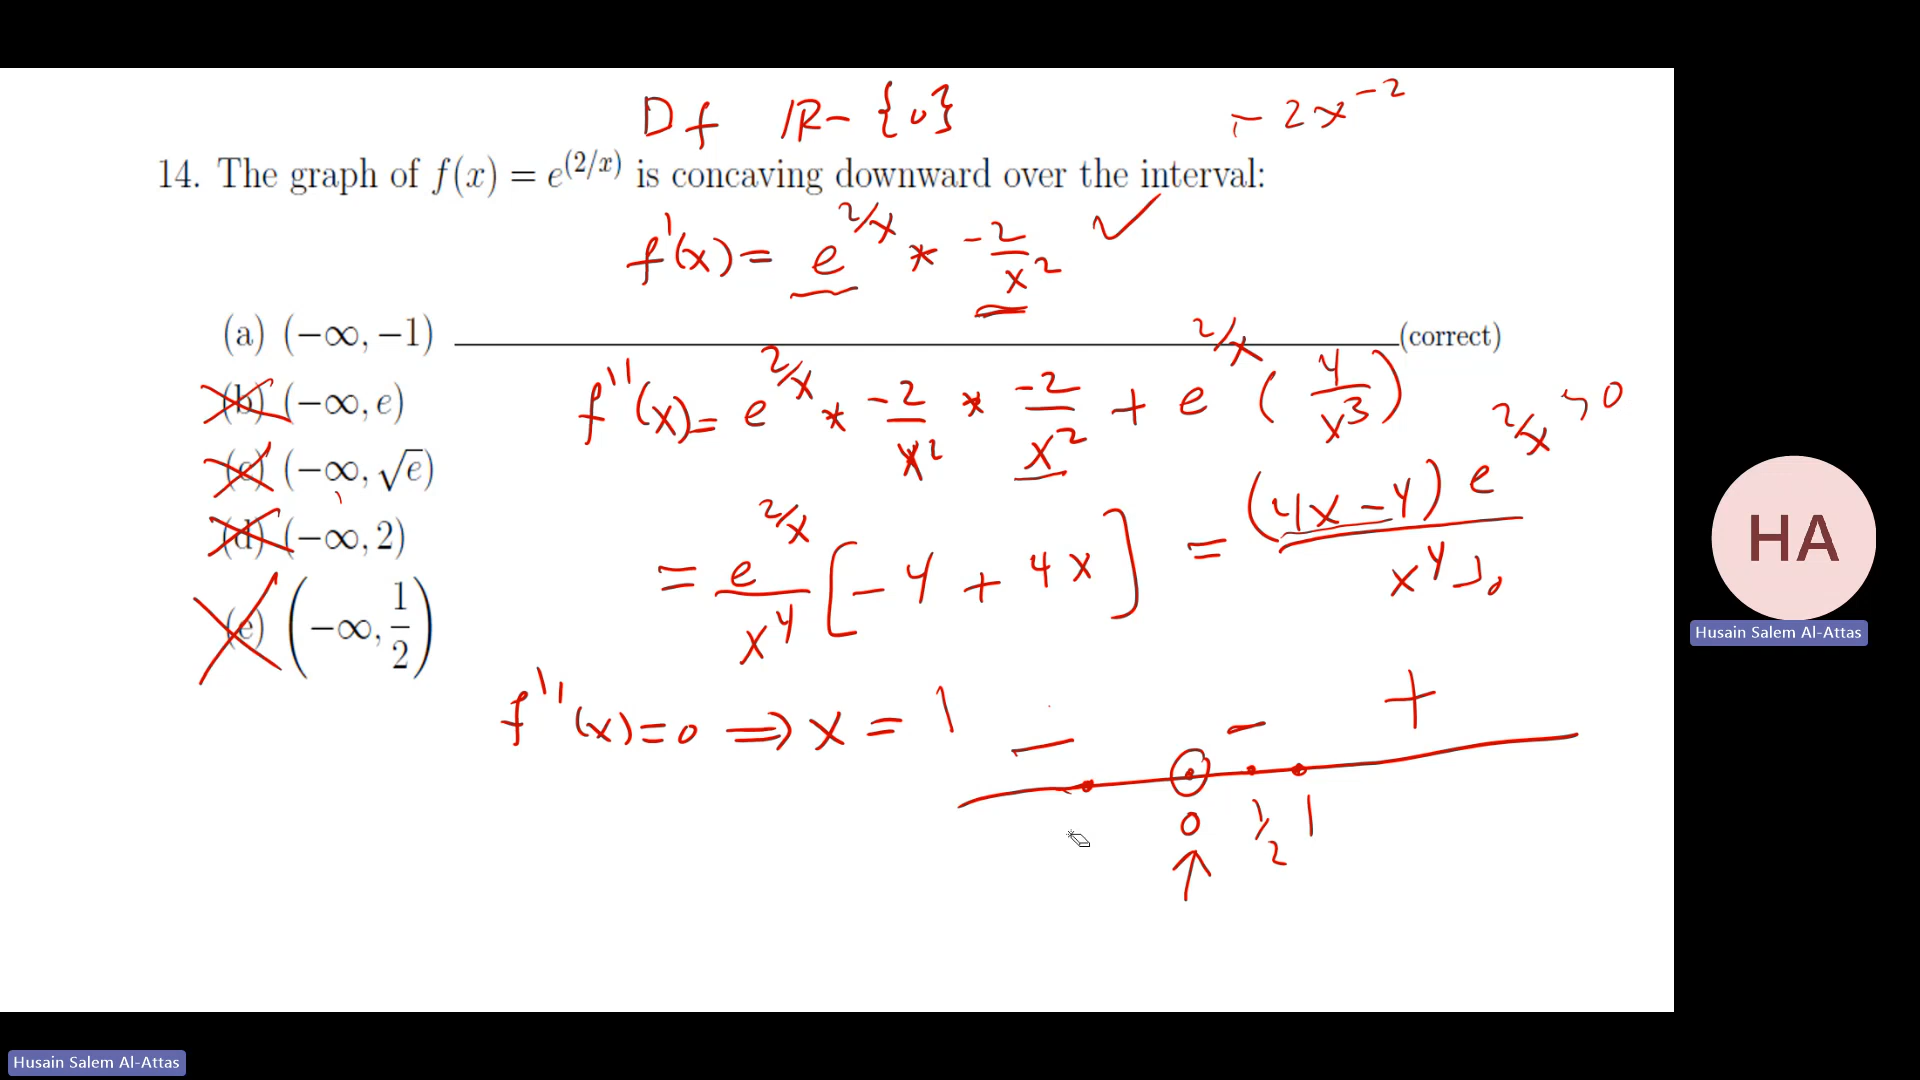 Df ℝ - {0}
- 2x⁻²
14. The graph of f(x) = e^(2/x) is concaving downward over the interval:
f'(x) = e^(2/x) * -2/x² ✓
(a) (−∞, −1) (correct)
f''(x) = e^(2/x) * -2/x² * -2/x² + e^(2/x) (4/x³)
(b) (−∞, e)
(c) (−∞, √e)
(d) (−∞, 2)
= e^(2/x)/x⁴ [-4 + 4x] = (4x - 4) e^(2/x) > 0 / x⁴ > 0
(e) (−∞, 1/2)
f''(x) = 0 ⟹ x = 1
− − +
0 1/2 1
↑
HA
Husain Salem Al-Attas
Husain Salem Al-Attas